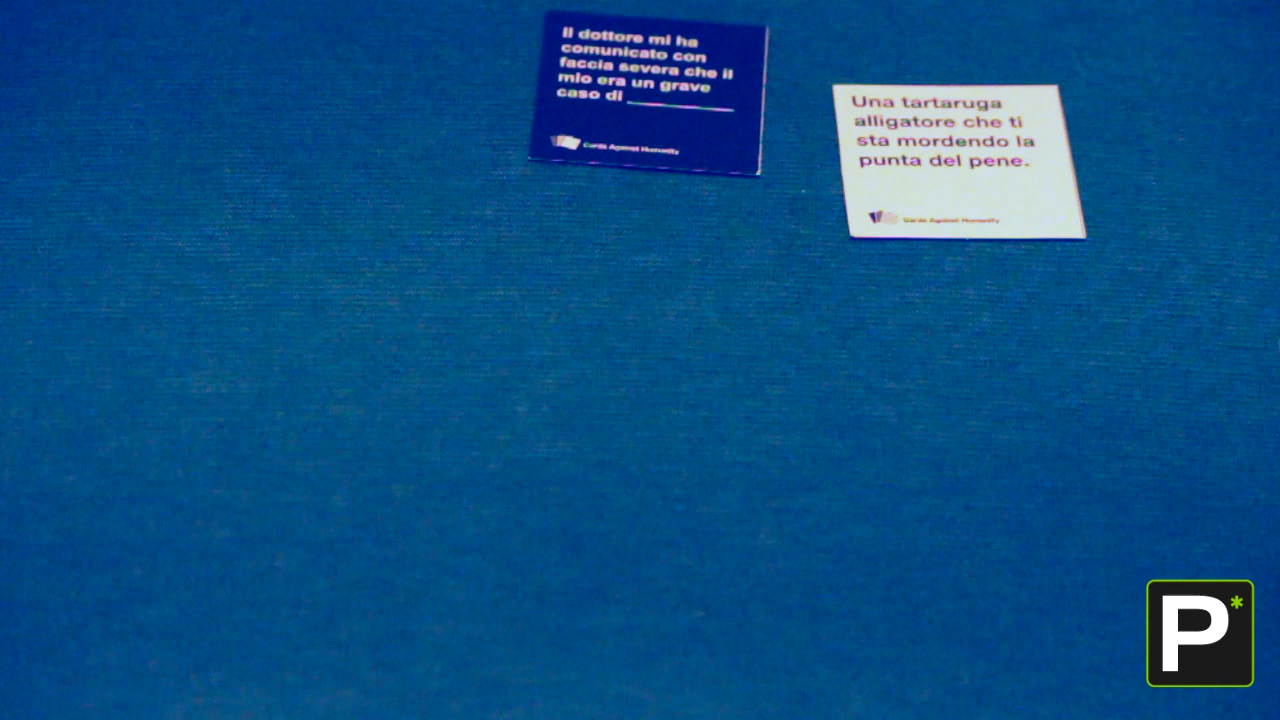 Il dottore mi ha
comunicato con
faccia severa che il
mio era un grave
caso di ___________
Cards Against Humanity
Una tartaruga
alligatore che ti
sta mordendo la
punta del pene.
Cards Against Humanity
P*